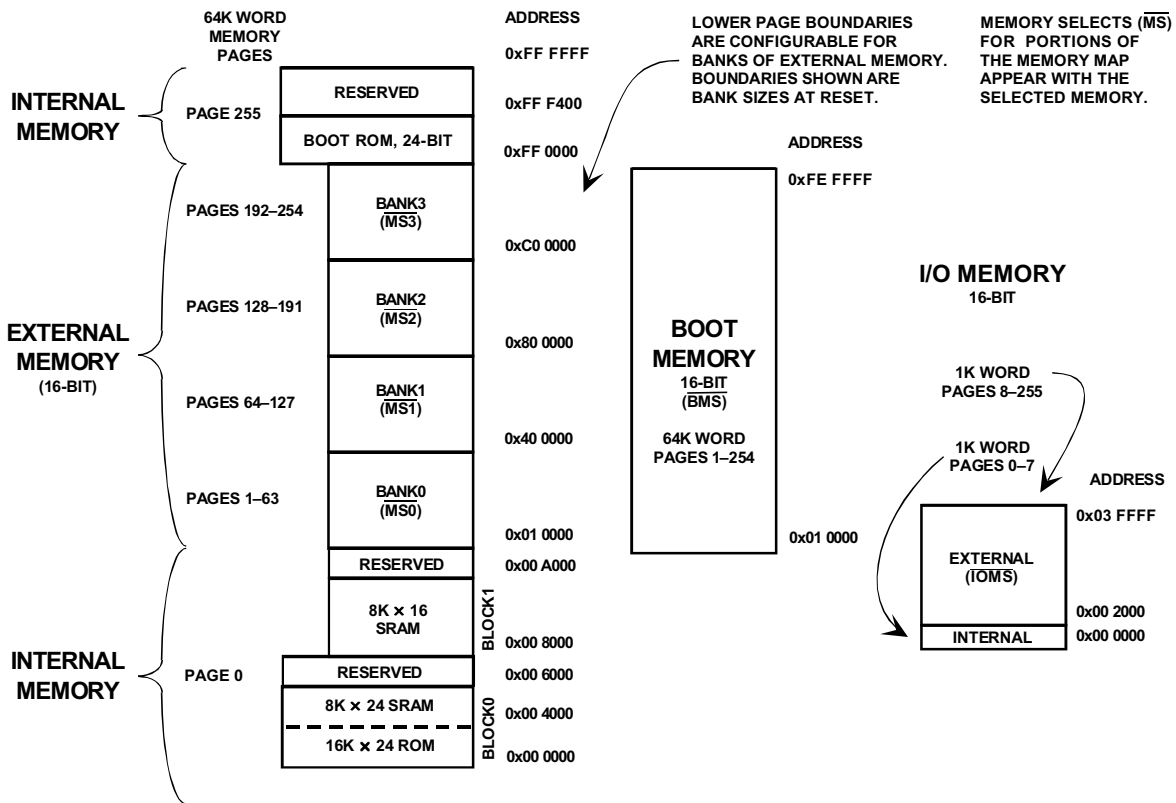 64K WORD
MEMORY
PAGES
ADDRESS
0xFF FFFF
INTERNAL
MEMORY
PAGE 255
RESERVED
0xFF F400
BOOT ROM, 24-BIT
0xFF 0000
LOWER PAGE BOUNDARIES
ARE CONFIGURABLE FOR
BANKS OF EXTERNAL MEMORY.
BOUNDARIES SHOWN ARE
BANK SIZES AT RESET.
MEMORY SELECTS (MS)
FOR PORTIONS OF
THE MEMORY MAP
APPEAR WITH THE
SELECTED MEMORY.
EXTERNAL
MEMORY
(16-BIT)
PAGES 192–254
BANK3
(MS3)
0xC0 0000
PAGES 128–191
BANK2
(MS2)
0x80 0000
PAGES 64–127
BANK1
(MS1)
0x40 0000
PAGES 1–63
BANK0
(MS0)
0x01 0000
INTERNAL
MEMORY
PAGE 0
RESERVED
0x00 A000
8K × 16
SRAM
BLOCK1
0x00 8000
RESERVED
0x00 6000
8K × 24 SRAM
0x00 4000
16K × 24 ROM
BLOCK0
0x00 0000
ADDRESS
0xFE FFFF
BOOT
MEMORY
16-BIT
(BMS)
64K WORD
PAGES 1–254
0x01 0000
I/O MEMORY
16-BIT
1K WORD
PAGES 8–255
1K WORD
PAGES 0–7
ADDRESS
0x03 FFFF
EXTERNAL
(IOMS)
0x00 2000
INTERNAL
0x00 0000